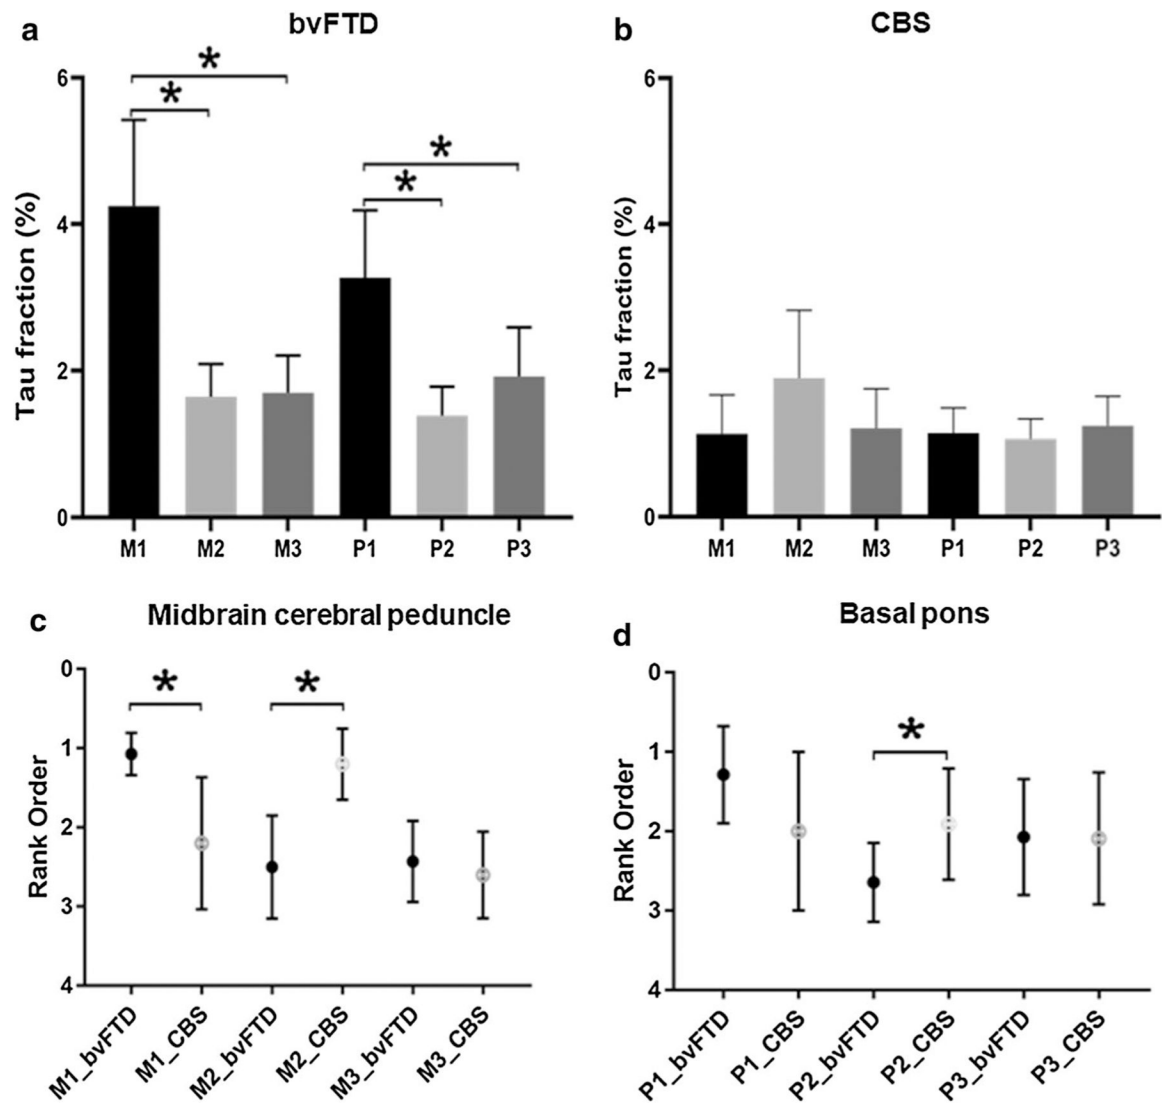 a
bvFTD
Tau fraction (%)
6
4
2
0
*
*
*
*
M1 M2 M3 P1 P2 P3
b
CBS
Tau fraction (%)
6
4
2
0
M1 M2 M3 P1 P2 P3
c
Midbrain cerebral peduncle
Rank Order
0
1
2
3
4
*
*
M1_bvFTD
M1_CBS
M2_bvFTD
M2_CBS
M3_bvFTD
M3_CBS
d
Basal pons
Rank Order
0
1
2
3
4
*
P1_bvFTD
P1_CBS
P2_bvFTD
P2_CBS
P3_bvFTD
P3_CBS